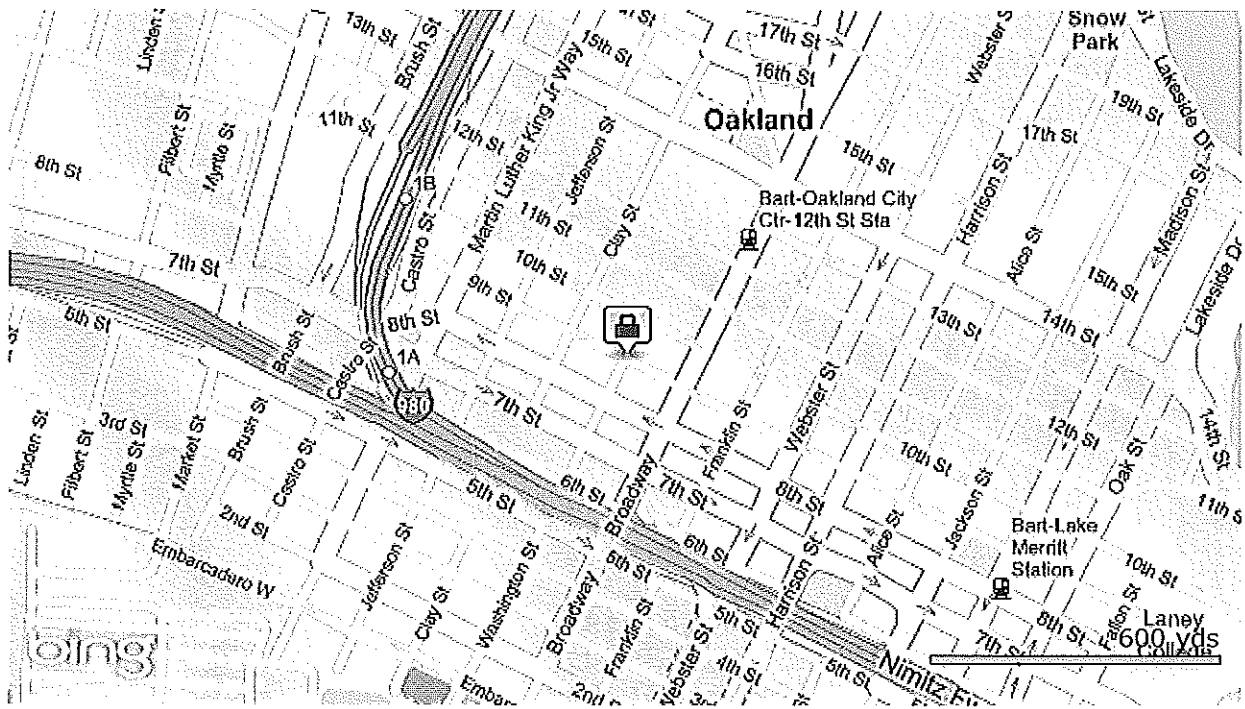 Linden St
13th St
Brush St
15th St
17th St
16th St
Webster St
Snow
Park
Lakeside Dr
19th St
17th St
Oakland
15th St
Harrison St
Madison St
8th St
Filbert St
Myrtle St
11th St
12th St
Martin Luther King Jr Way
Jefferson St
1B
Castro St
11th St
Clay St
10th St
9th St
Bart-Oakland City
Ctr-12th St Sta
Alice St
15th St
Lakeside Dr
14th St
13th St
7th St
5th St
8th St
Brush St
Castro St
1A
980
7th St
Franklin St
Webster St
12th St
14th St
Oak St
11th S
10th St
3rd St
Linden St
Filbert St
Myrtle St
Market St
Brush St
Castro St
2nd St
Embarcadero W
5th St
6th St
Broadway
7th St
8th St
Alice St
Jackson St
Bart-Lake
Merritt
Station
10th St
6th St
Harrison St
Jefferson St
Clay St
Washington St
Broadway
Franklin St
Webster St
5th St
4th St
7th St
8th St
Fallon St
Laney
College
600 yds
bing
Embar
2nd
5th St
Nimitz